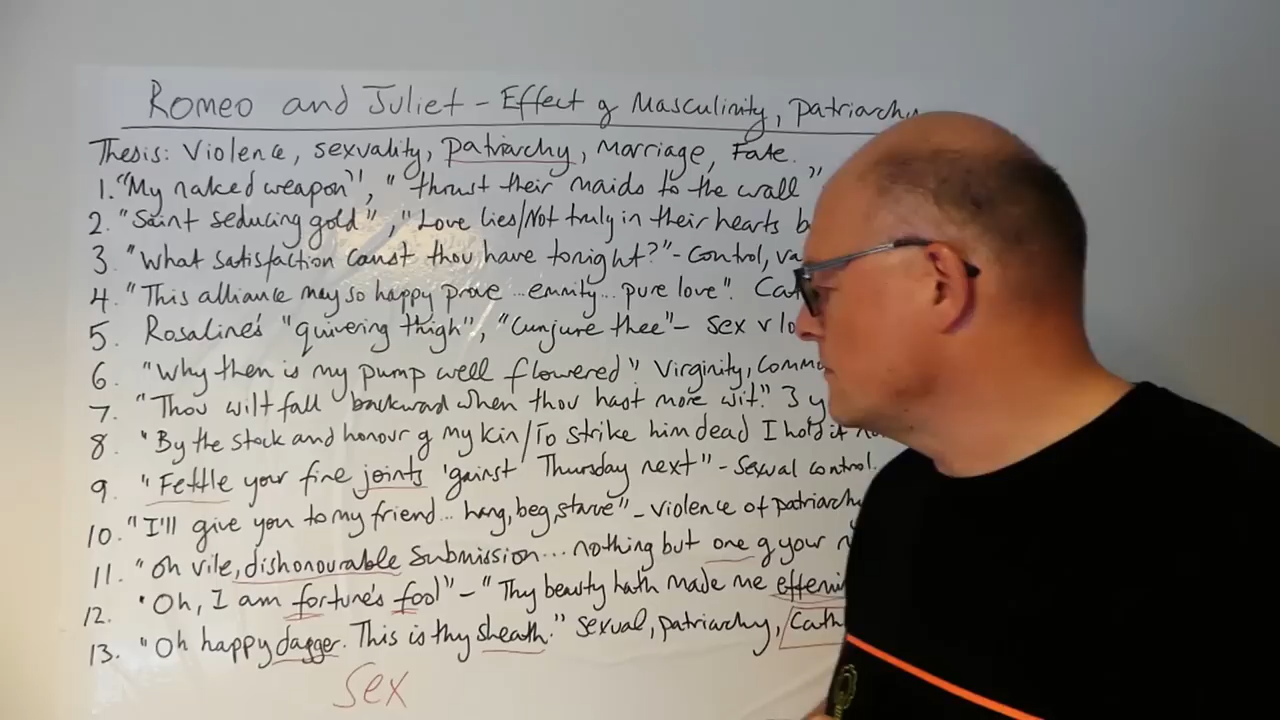 Romeo and Juliet - Effect of Masculinity, patriarchy
Thesis: Violence, sexuality, patriarchy, Marriage, Fate.
1. "My naked weapon", "thrust their maids to the wall"
2. "Saint seducing gold", "Love lies/Not truly in their hearts b
3. "What satisfaction canst thou have tonight?" - Control, va
4. "This alliance may so happy prove ... enmity... pure love". Cath
5. Rosaline's "quivering thigh", "Cunjure thee" - sex v lo
6. "Why then is my pump well flowered" Virginity, Comm
7. "Thou wilt fall backward when thou hast more wit." 3 y
8. "By the stock and honour of my kin/To strike him dead I hold it no
9. "Fettle your fine joints 'gainst Thursday next" - sexual control.
10. "I'll give you to my friend... hang, beg, starve" - violence of patriarchy
11. "Oh vile, dishonourable submission... nothing but one of your n
12. "Oh, I am fortune's fool" - "Thy beauty hath made me effemi
13. "Oh happy dagger. This is thy sheath." Sexual, patriarchy, Cath
Sex